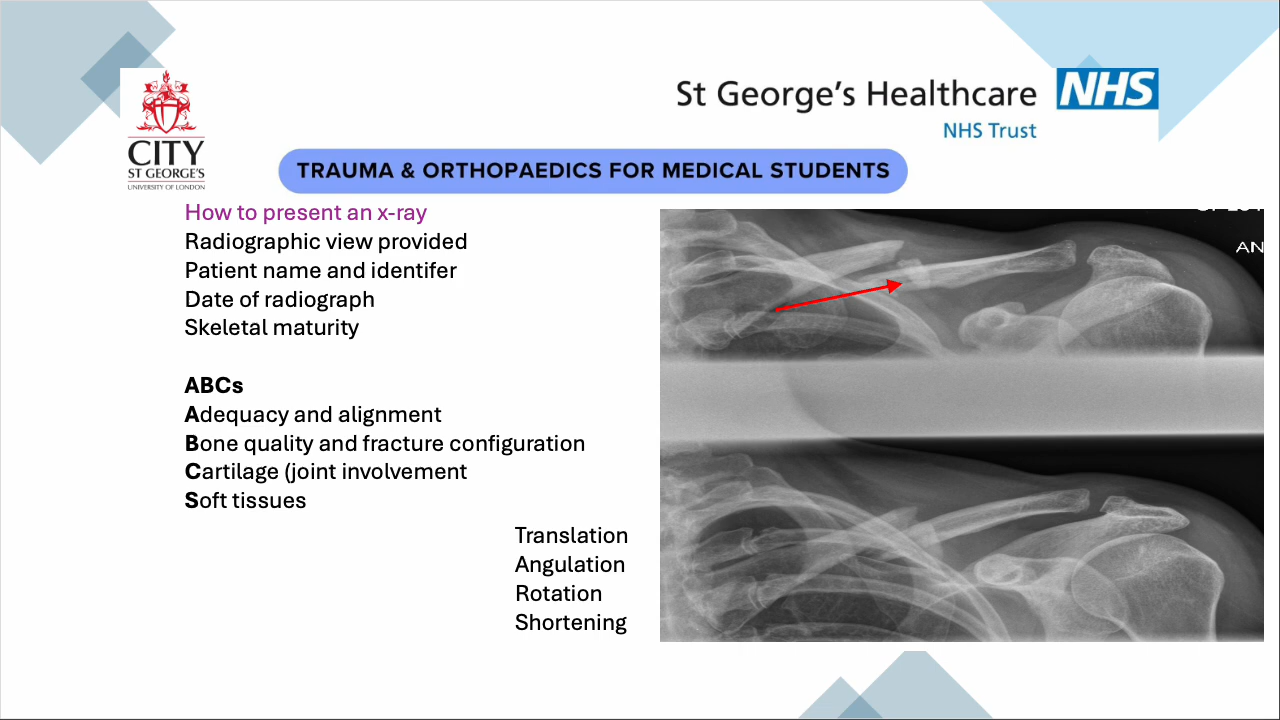 CITY
ST GEORGE'S
UNIVERSITY OF LONDON
St George's Healthcare NHS
NHS Trust
TRAUMA & ORTHOPAEDICS FOR MEDICAL STUDENTS
How to present an x-ray
Radiographic view provided
Patient name and identifer
Date of radiograph
Skeletal maturity
ABCs
Adequacy and alignment
Bone quality and fracture configuration
Cartilage (joint involvement
Soft tissues
Translation
Angulation
Rotation
Shortening
AN